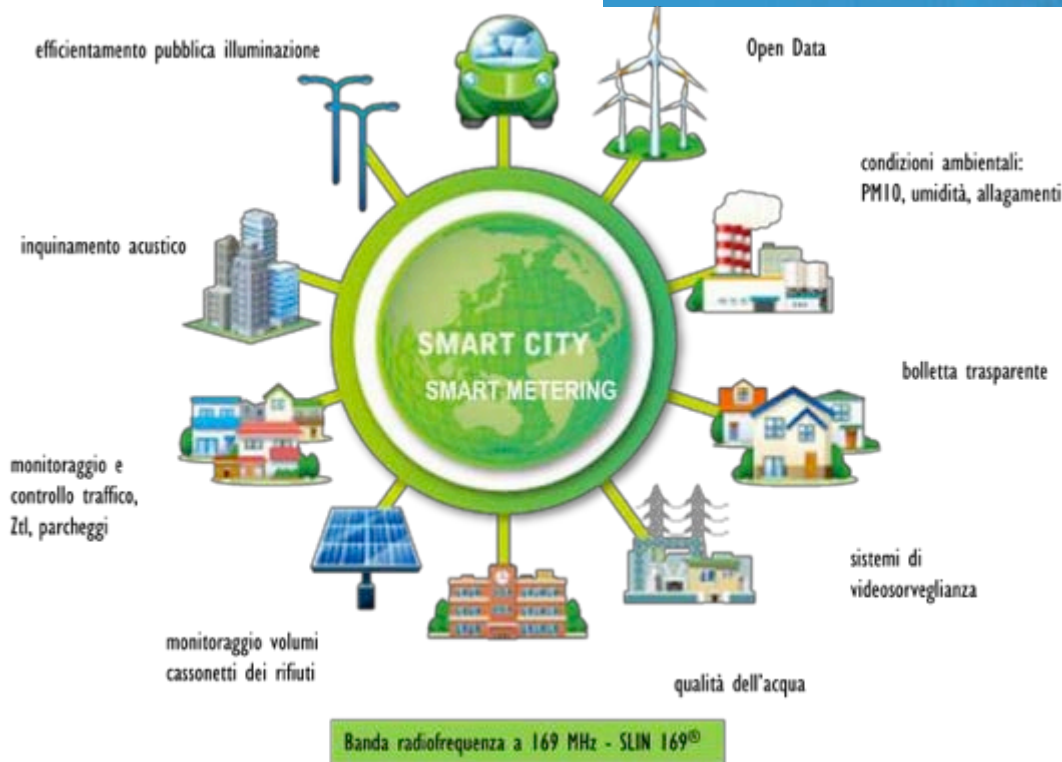 efficientamento pubblica illuminazione
Open Data
condizioni ambientali:
PM10, umidità, allagamenti
inquinamento acustico
SMART CITY
SMART METERING
bolletta trasparente
monitoraggio e
controllo traffico,
Ztl, parcheggi
sistemi di
videosorveglianza
monitoraggio volumi
cassonetti dei rifiuti
qualità dell'acqua
Banda radiofrequenza a 169 MHz - SLIN 169®